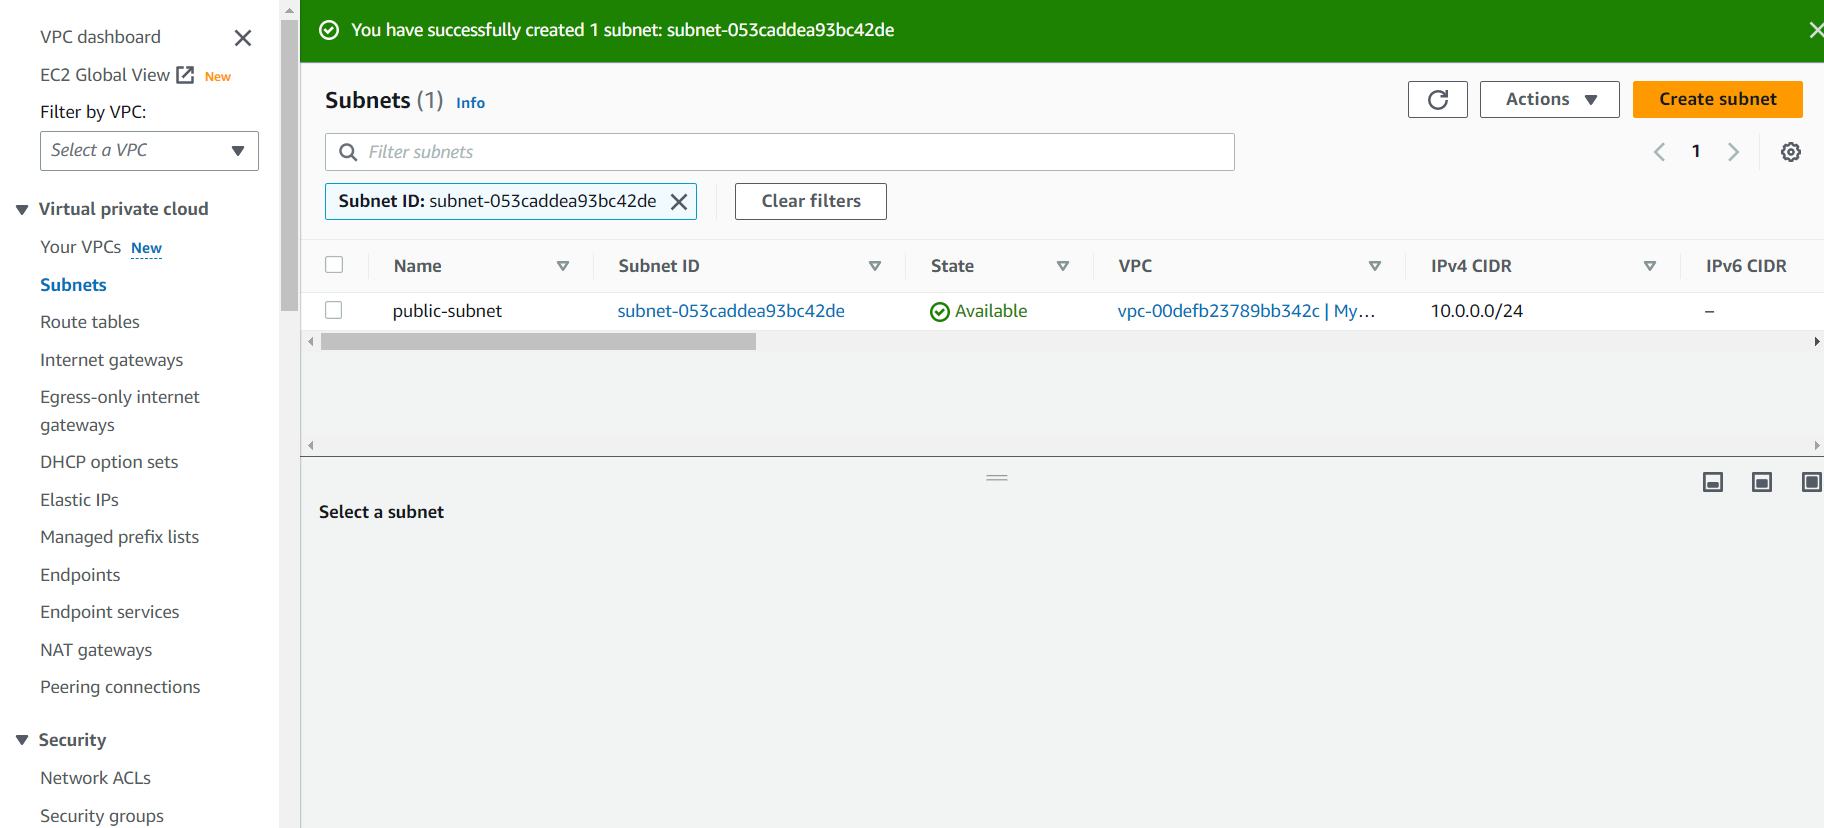 VPC dashboard
EC2 Global View New
Filter by VPC:
Select a VPC
Virtual private cloud
Your VPCs New
Subnets
Route tables
Internet gateways
Egress-only internet
gateways
DHCP option sets
Elastic IPs
Managed prefix lists
Endpoints
Endpoint services
NAT gateways
Peering connections
Security
Network ACLs
Security groups
You have successfully created 1 subnet: subnet-053caddea93bc42de
Subnets (1) Info
Actions
Create subnet
Filter subnets
1
Subnet ID: subnet-053caddea93bc42de
Clear filters
Name Subnet ID State VPC IPv4 CIDR IPv6 CIDR
public-subnet subnet-053caddea93bc42de Available vpc-00defb23789bb342c | My... 10.0.0.0/24 –
Select a subnet